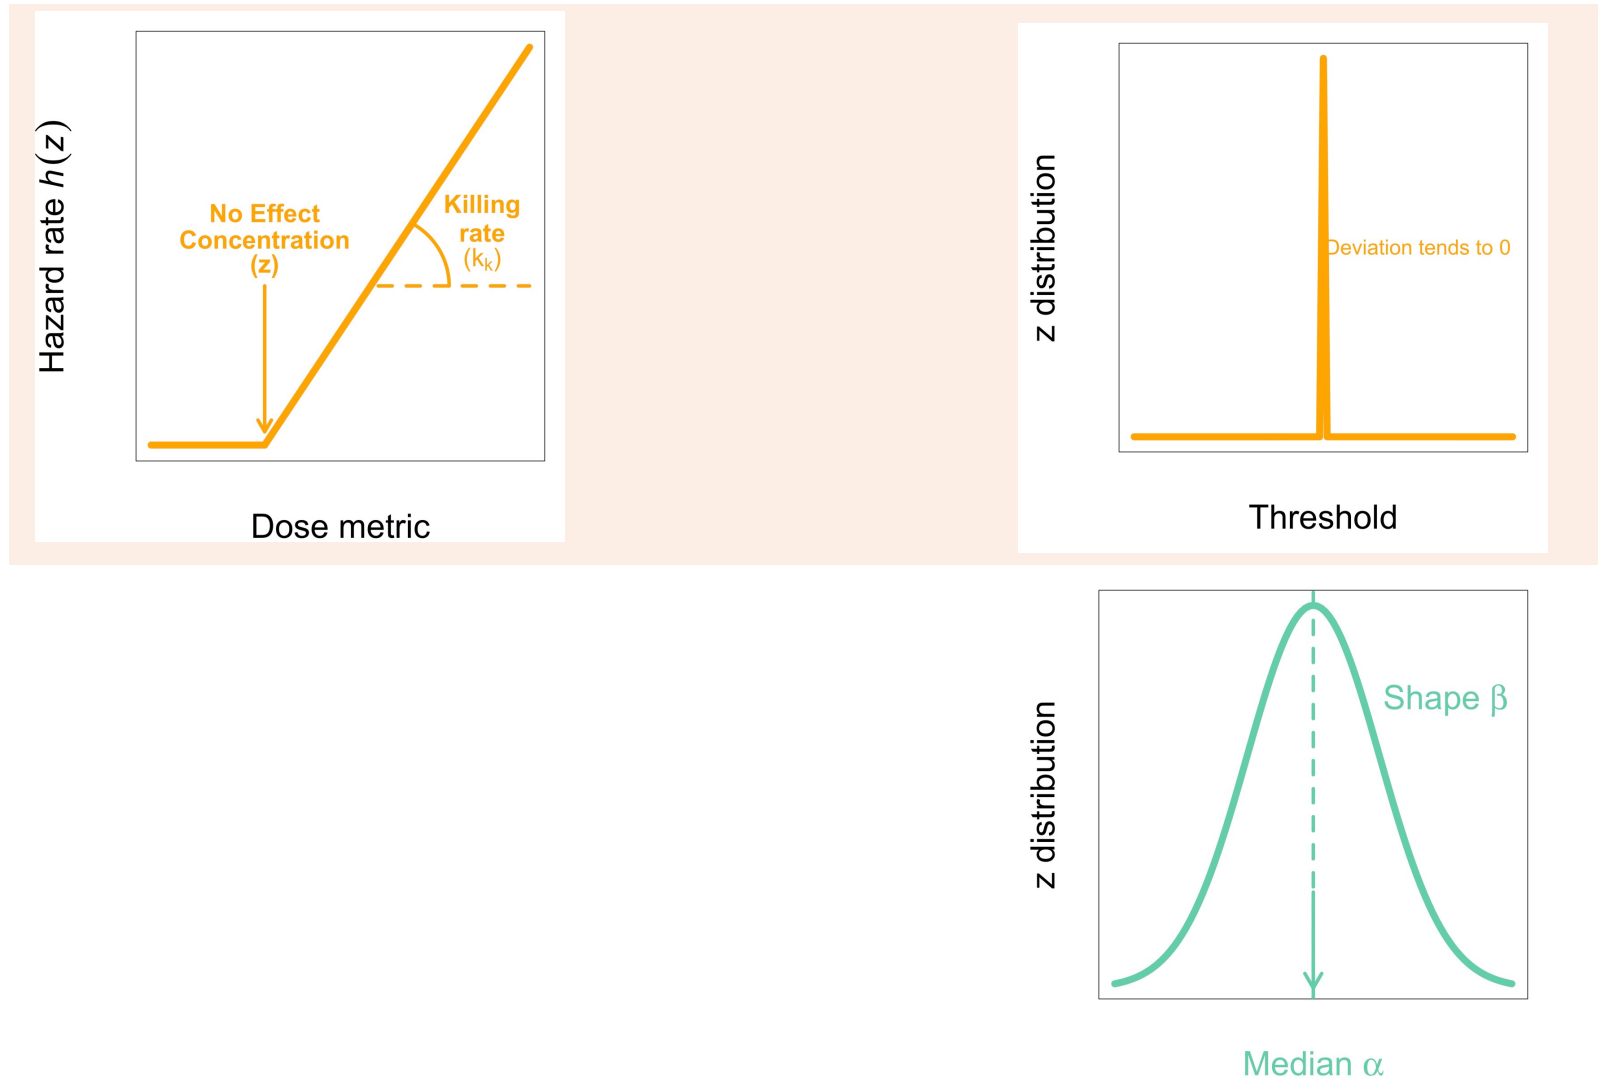 Hazard rate h(z)
No Effect
Concentration
(z)
Killing
rate
(kk)
Dose metric
z distribution
Deviation tends to 0
Threshold
z distribution
Shape β
Median α